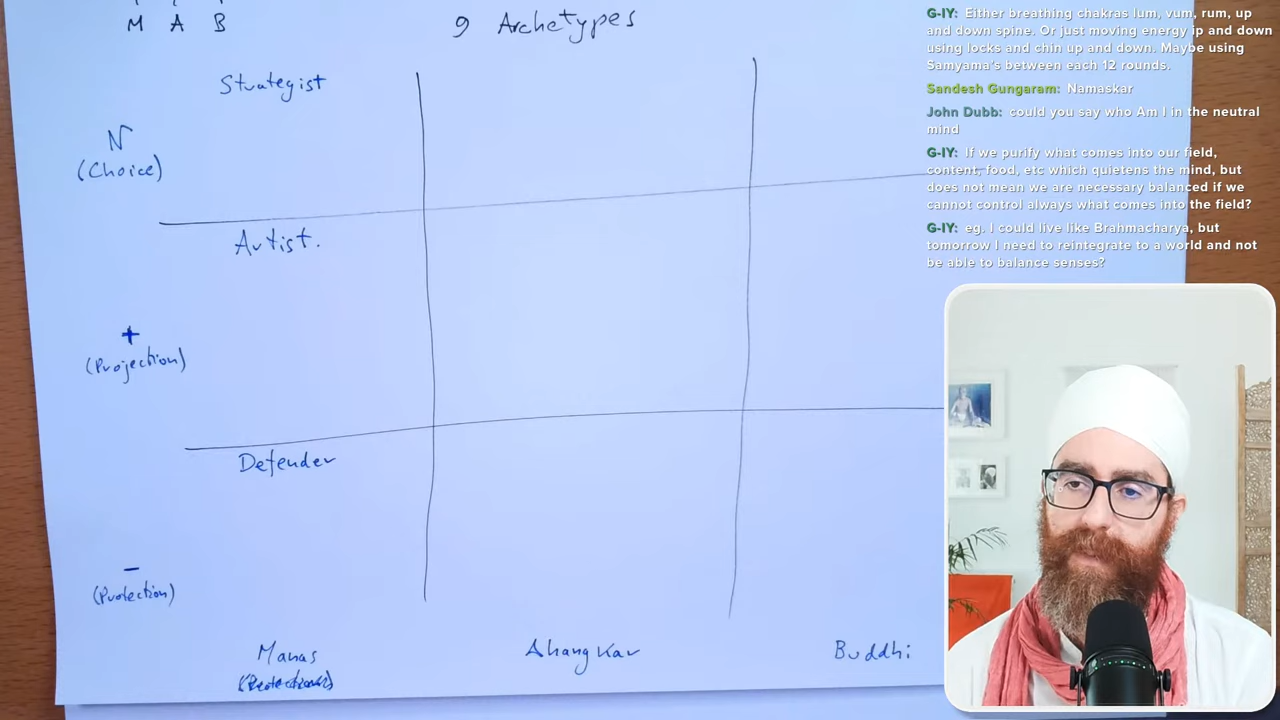 M A B
9 Archetypes
Strategist
N
(Choice)
Artist.
+
(Projection)
Defender
-
(Protection)
Manas
Ahangkar
Buddhi
G-IY: Either breathing chakras lum, vum, rum, up
and down spine. Or just moving energy ip and down
using locks and chin up and down. Maybe using
Samyama's between each 12 rounds.
Sandesh Gungaram: Namaskar
John Dubb: could you say who Am I in the neutral
mind
G-IY: If we purify what comes into our field,
content, food, etc which quietens the mind, but
does not mean we are necessary balanced if we
cannot control always what comes into the field?
G-IY: eg. I could live like Brahmacharya, but
tomorrow I need to reintegrate to a world and not
be able to balance senses?